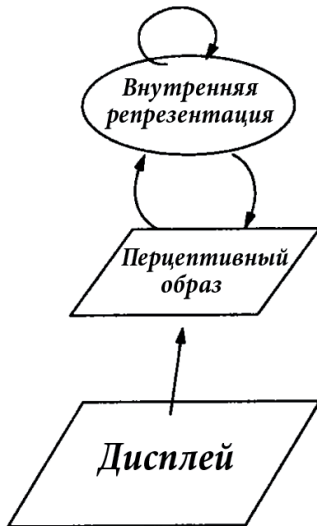 Внутренняя
репрезентация
Перцептивный
образ
Дисплей